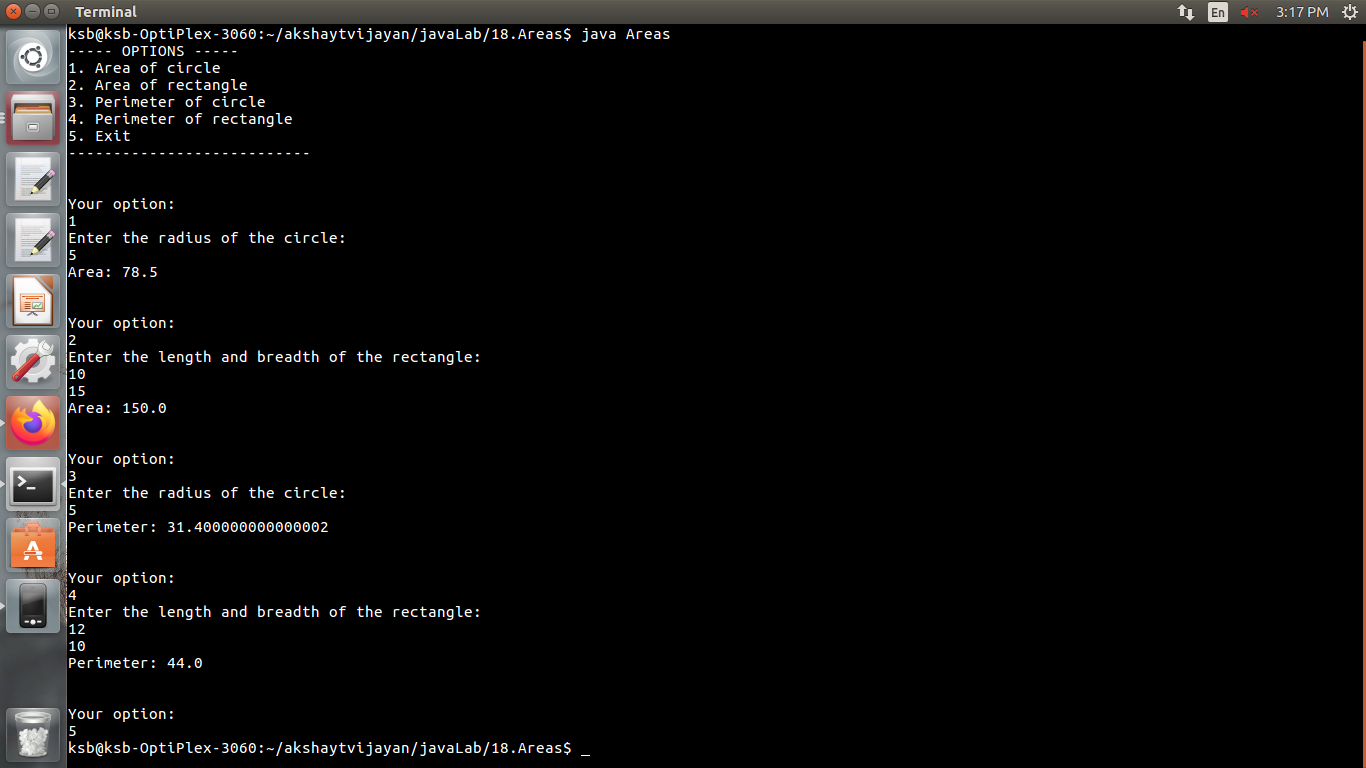 Terminal
En
3:17 PM
ksb@ksb-OptiPlex-3060:~/akshaytvijayan/javaLab/18.Areas$ java Areas
----- OPTIONS -----
1. Area of circle
2. Area of rectangle
3. Perimeter of circle
4. Perimeter of rectangle
5. Exit
---------------------------
Your option:
1
Enter the radius of the circle:
5
Area: 78.5
Your option:
2
Enter the length and breadth of the rectangle:
10
15
Area: 150.0
Your option:
3
Enter the radius of the circle:
5
Perimeter: 31.400000000000002
Your option:
4
Enter the length and breadth of the rectangle:
12
10
Perimeter: 44.0
Your option:
5
ksb@ksb-OptiPlex-3060:~/akshaytvijayan/javaLab/18.Areas$ _